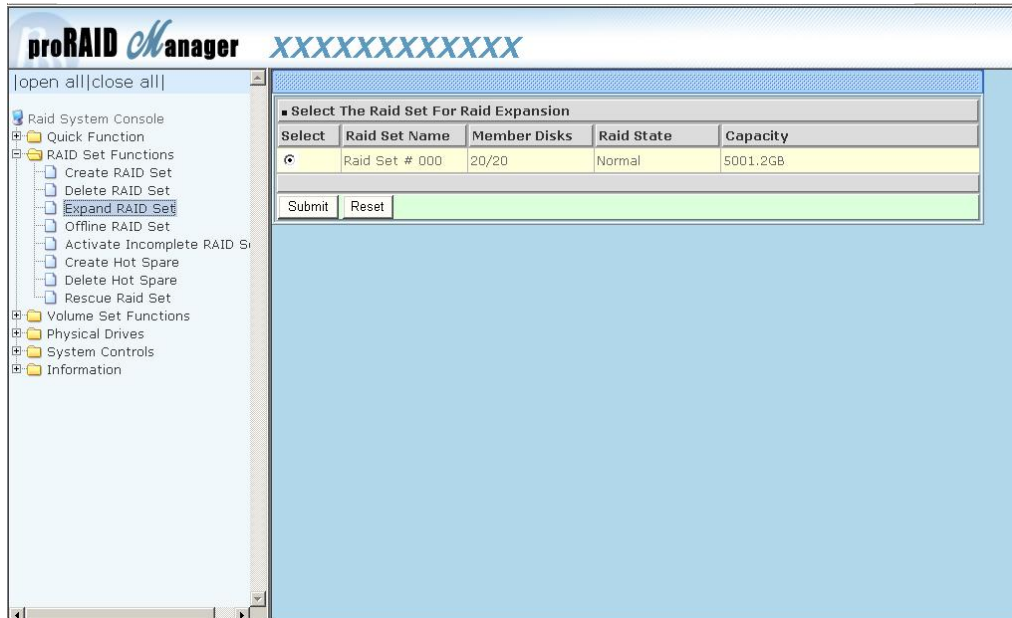 proRAID Manager XXXXXXXXXXXXX
|open all|close all|
Raid System Console
Quick Function
RAID Set Functions
Create RAID Set
Delete RAID Set
Expand RAID Set
Offline RAID Set
Activate Incomplete RAID Se
Create Hot Spare
Delete Hot Spare
Rescue Raid Set
Volume Set Functions
Physical Drives
System Controls
Information
Select The Raid Set For Raid Expansion
Select Raid Set Name Member Disks Raid State Capacity
Raid Set # 000 20/20 Normal 5001.2GB
Submit Reset